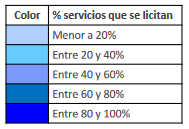 Color % servicios que se licitan
Menor a 20%
Entre 20 y 40%
Entre 40 y 60%
Entre 60 y 80%
Entre 80 y 100%